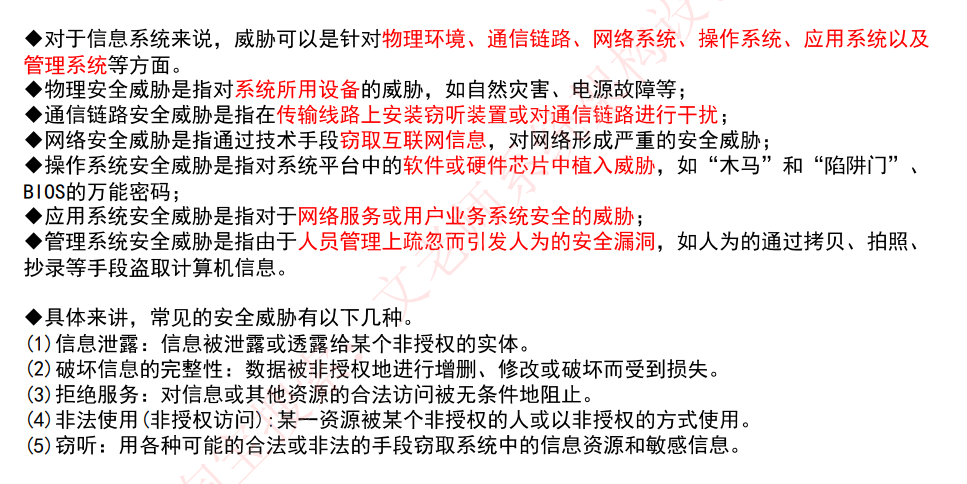 ◆对于信息系统来说，威胁可以是针对物理环境、通信链路、网络系统、操作系统、应用系统以及
管理系统等方面。
◆物理安全威胁是指对系统所用设备的威胁，如自然灾害、电源故障等；
◆通信链路安全威胁是指在传输线路上安装窃听装置或对通信链路进行干扰；
◆网络安全威胁是指通过技术手段窃取互联网信息，对网络形成严重的安全威胁；
◆操作系统安全威胁是指对系统平台中的软件或硬件芯片中植入威胁，如“木马”和“陷阱门”、
BIOS的万能密码；
◆应用系统安全威胁是指对于网络服务或用户业务系统安全的威胁；
◆管理系统安全威胁是指由于人员管理上疏忽而引发人为的安全漏洞，如人为的通过拷贝、拍照、
抄录等手段盗取计算机信息。
◆具体来讲，常见的安全威胁有以下几种。
(1)信息泄露：信息被泄露或透露给某个非授权的实体。
(2)破坏信息的完整性：数据被非授权地进行增删、修改或破坏而受到损失。
(3)拒绝服务：对信息或其他资源的合法访问被无条件地阻止。
(4)非法使用(非授权访问):某一资源被某个非授权的人或以非授权的方式使用。
(5)窃听：用各种可能的合法或非法的手段窃取系统中的信息资源和敏感信息。